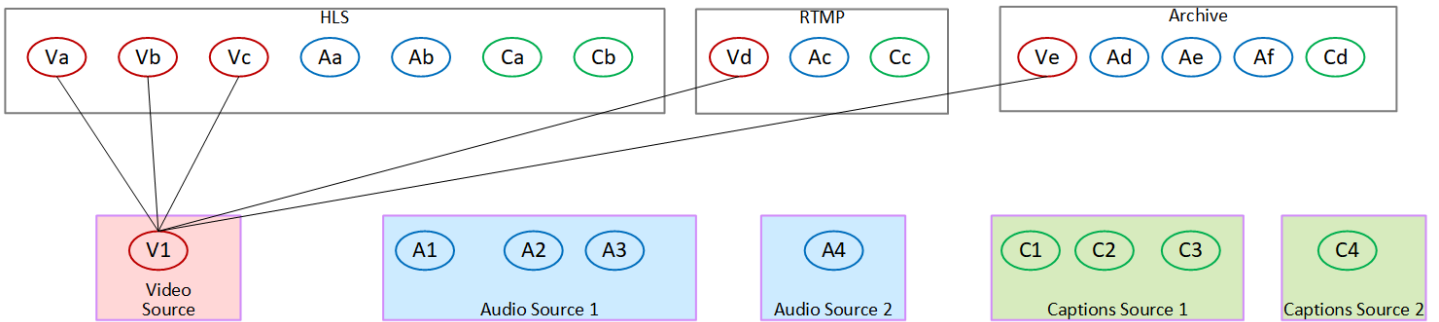 HLS
Va Vb Vc Aa Ab Ca Cb
RTMP
Vd Ac Cc
Archive
Ve Ad Ae Af Cd
V1
Video
Source
A1 A2 A3
Audio Source 1
A4
Audio Source 2
C1 C2 C3
Captions Source 1
C4
Captions Source 2